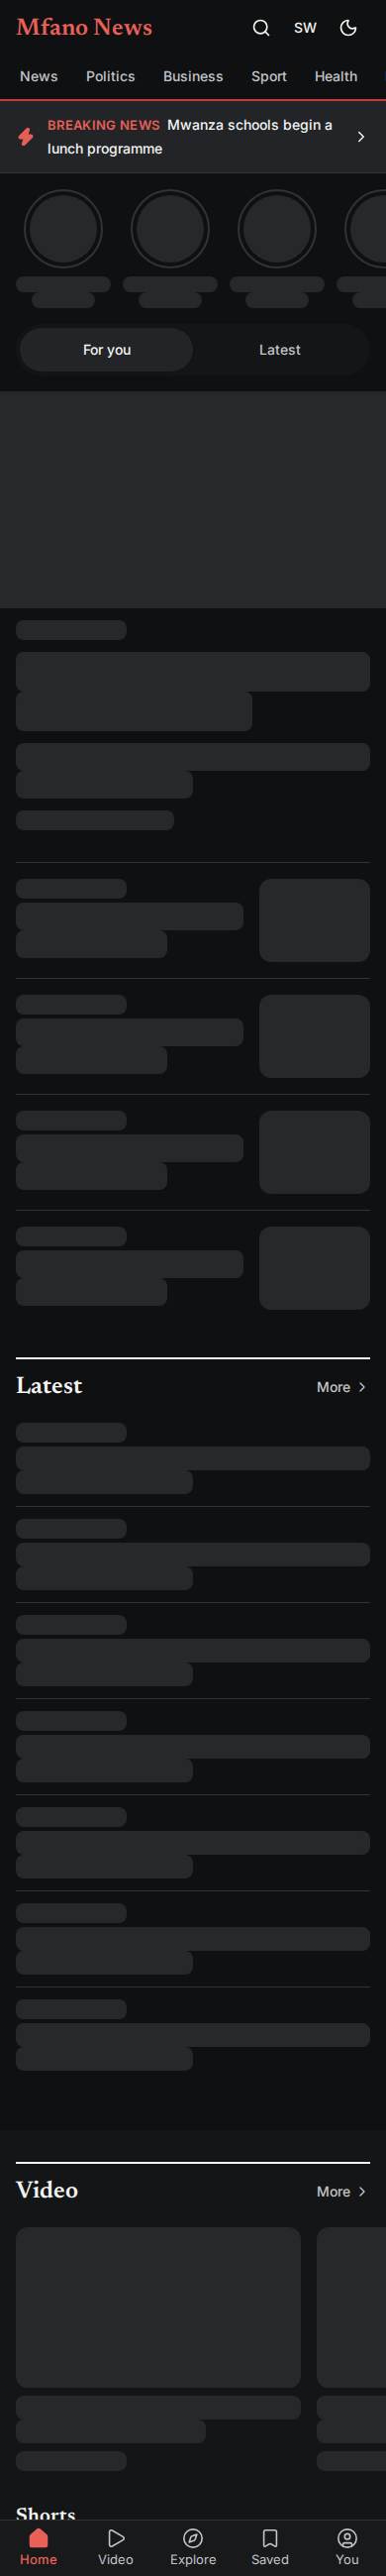 Mfano News
SW
News Politics Business Sport Health
BREAKING NEWS Mwanza schools begin a
lunch programme
For you Latest
Latest
More
Video
More
Shorts
Home Video Explore Saved You